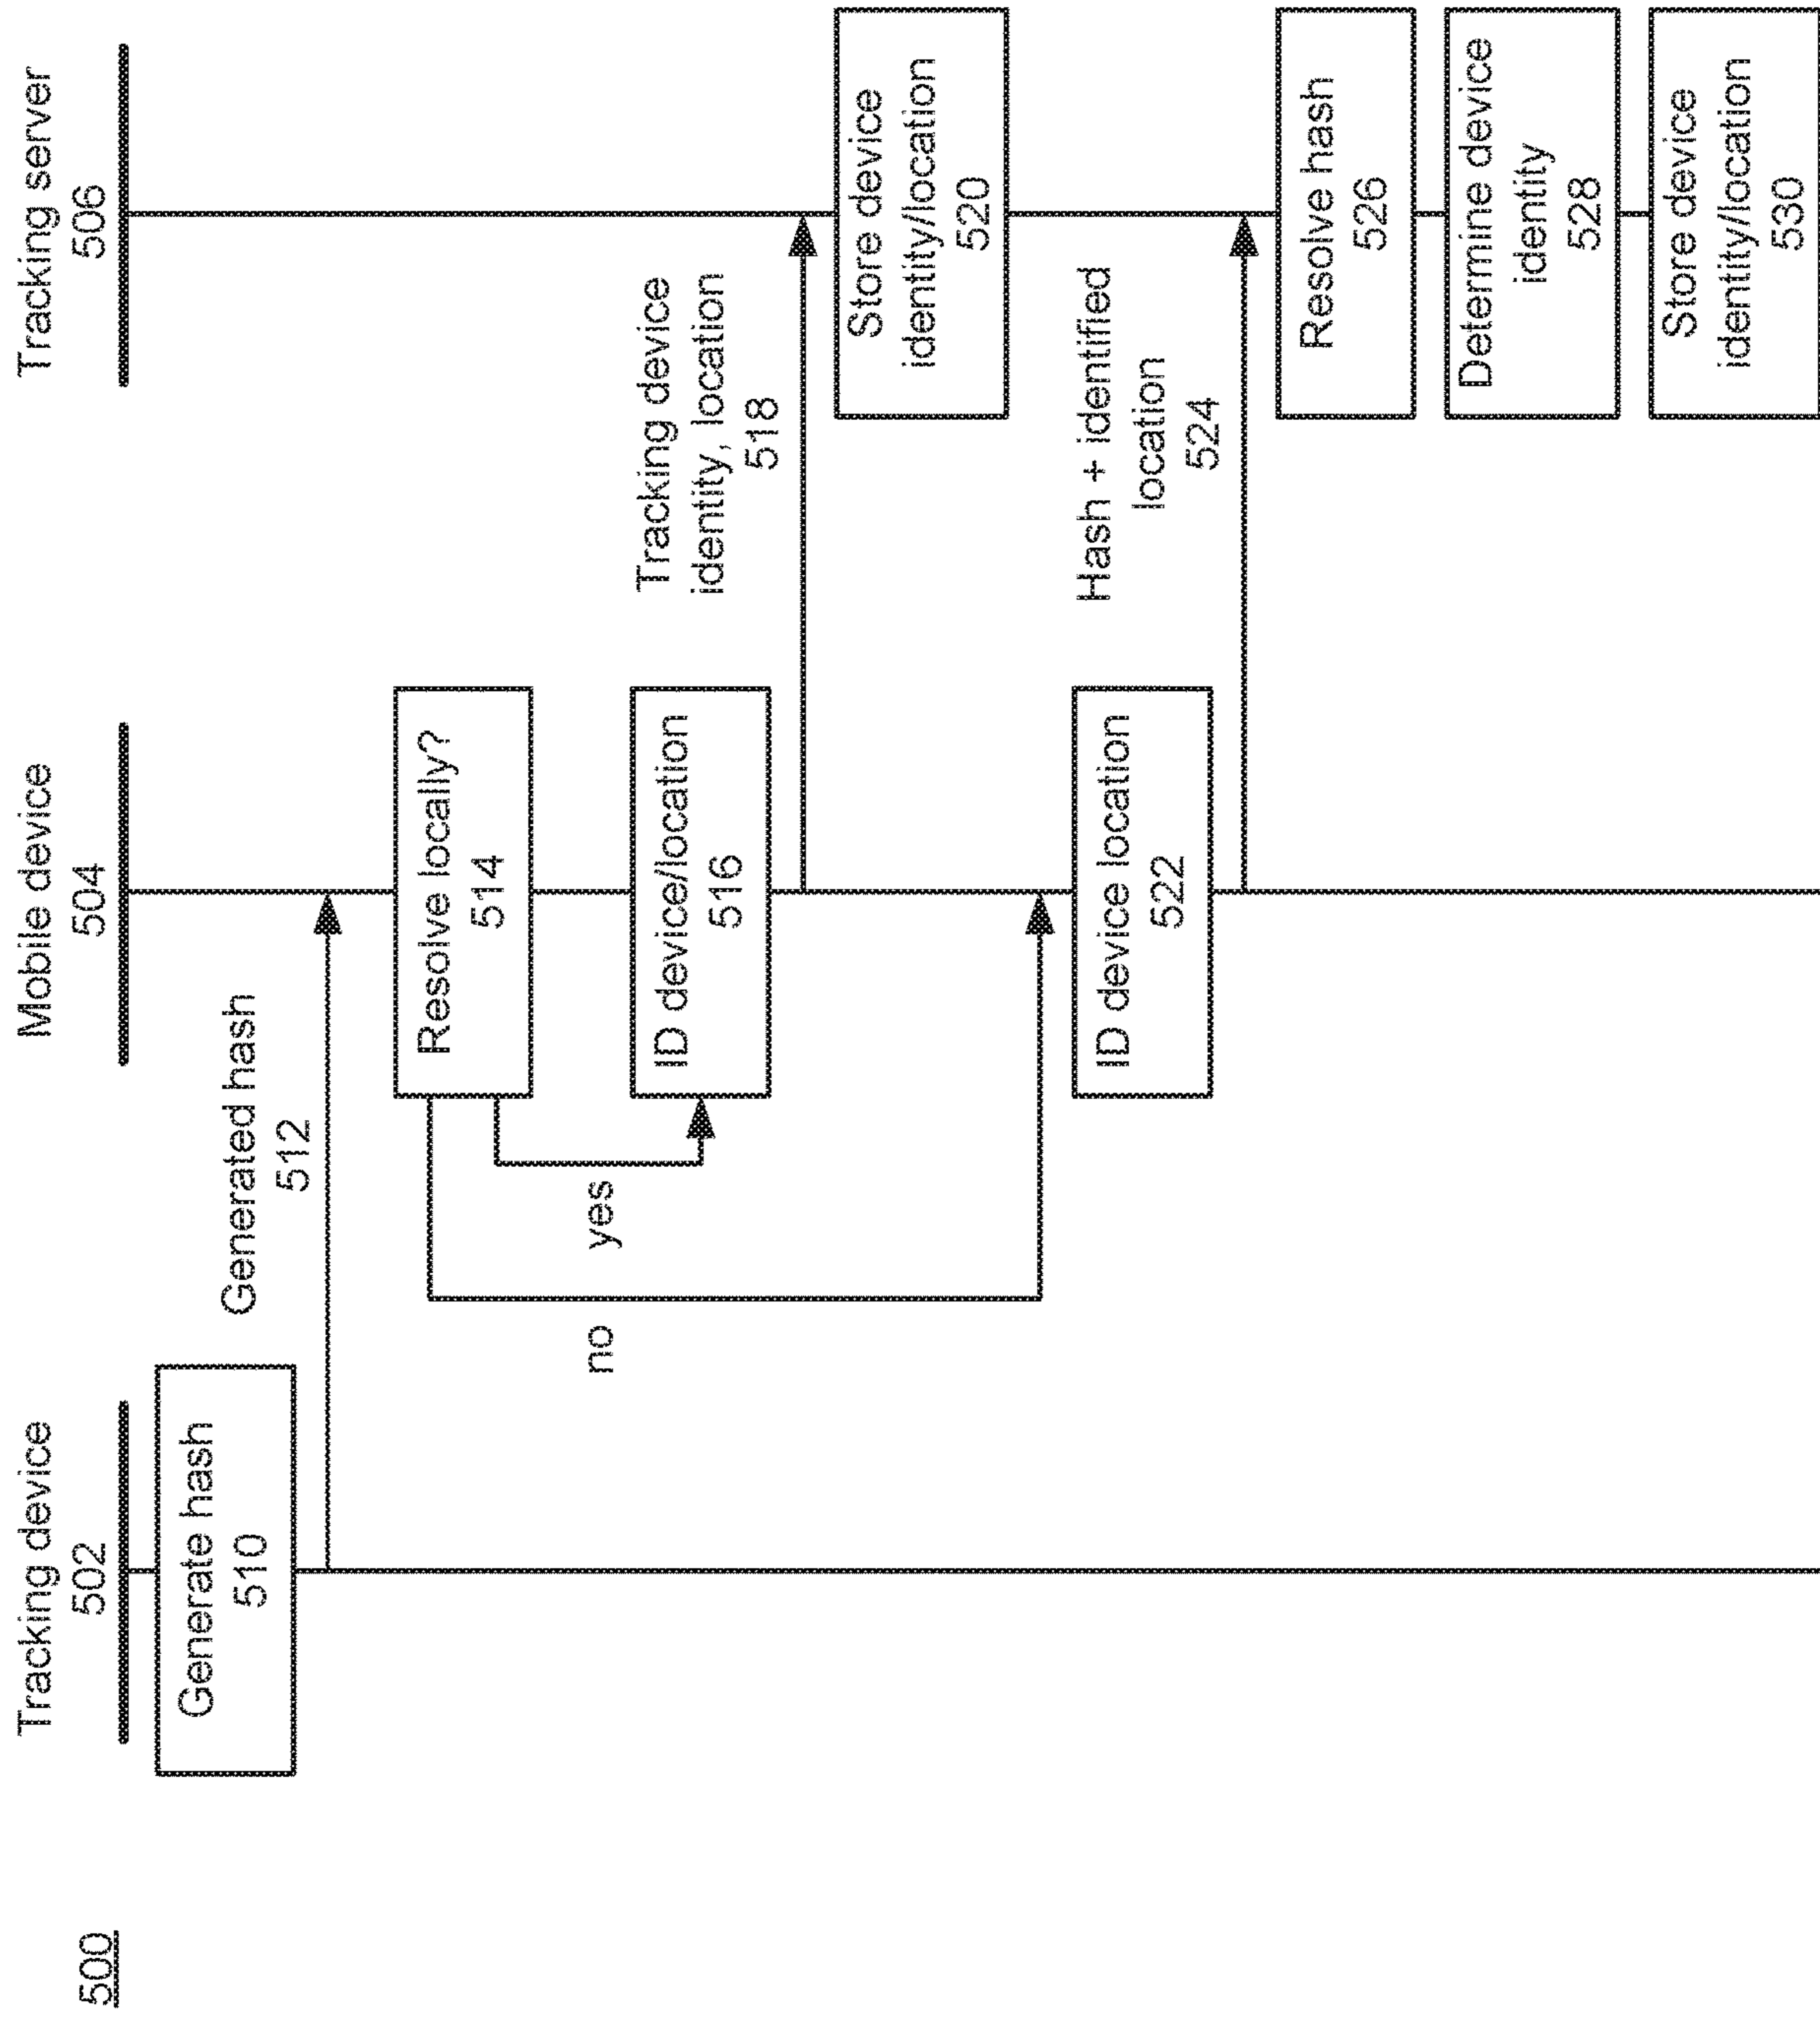 500
Tracking device
502
Mobile device
504
Tracking server
506
Generate hash
510
Generated hash
512
Resolve locally?
514
no
yes
ID device/location
516
Tracking device
identity, location
518
Store device
identity/location
520
ID device location
522
Hash + identified
location
524
Resolve hash
526
Determine device
identity
528
Store device
identity/location
530